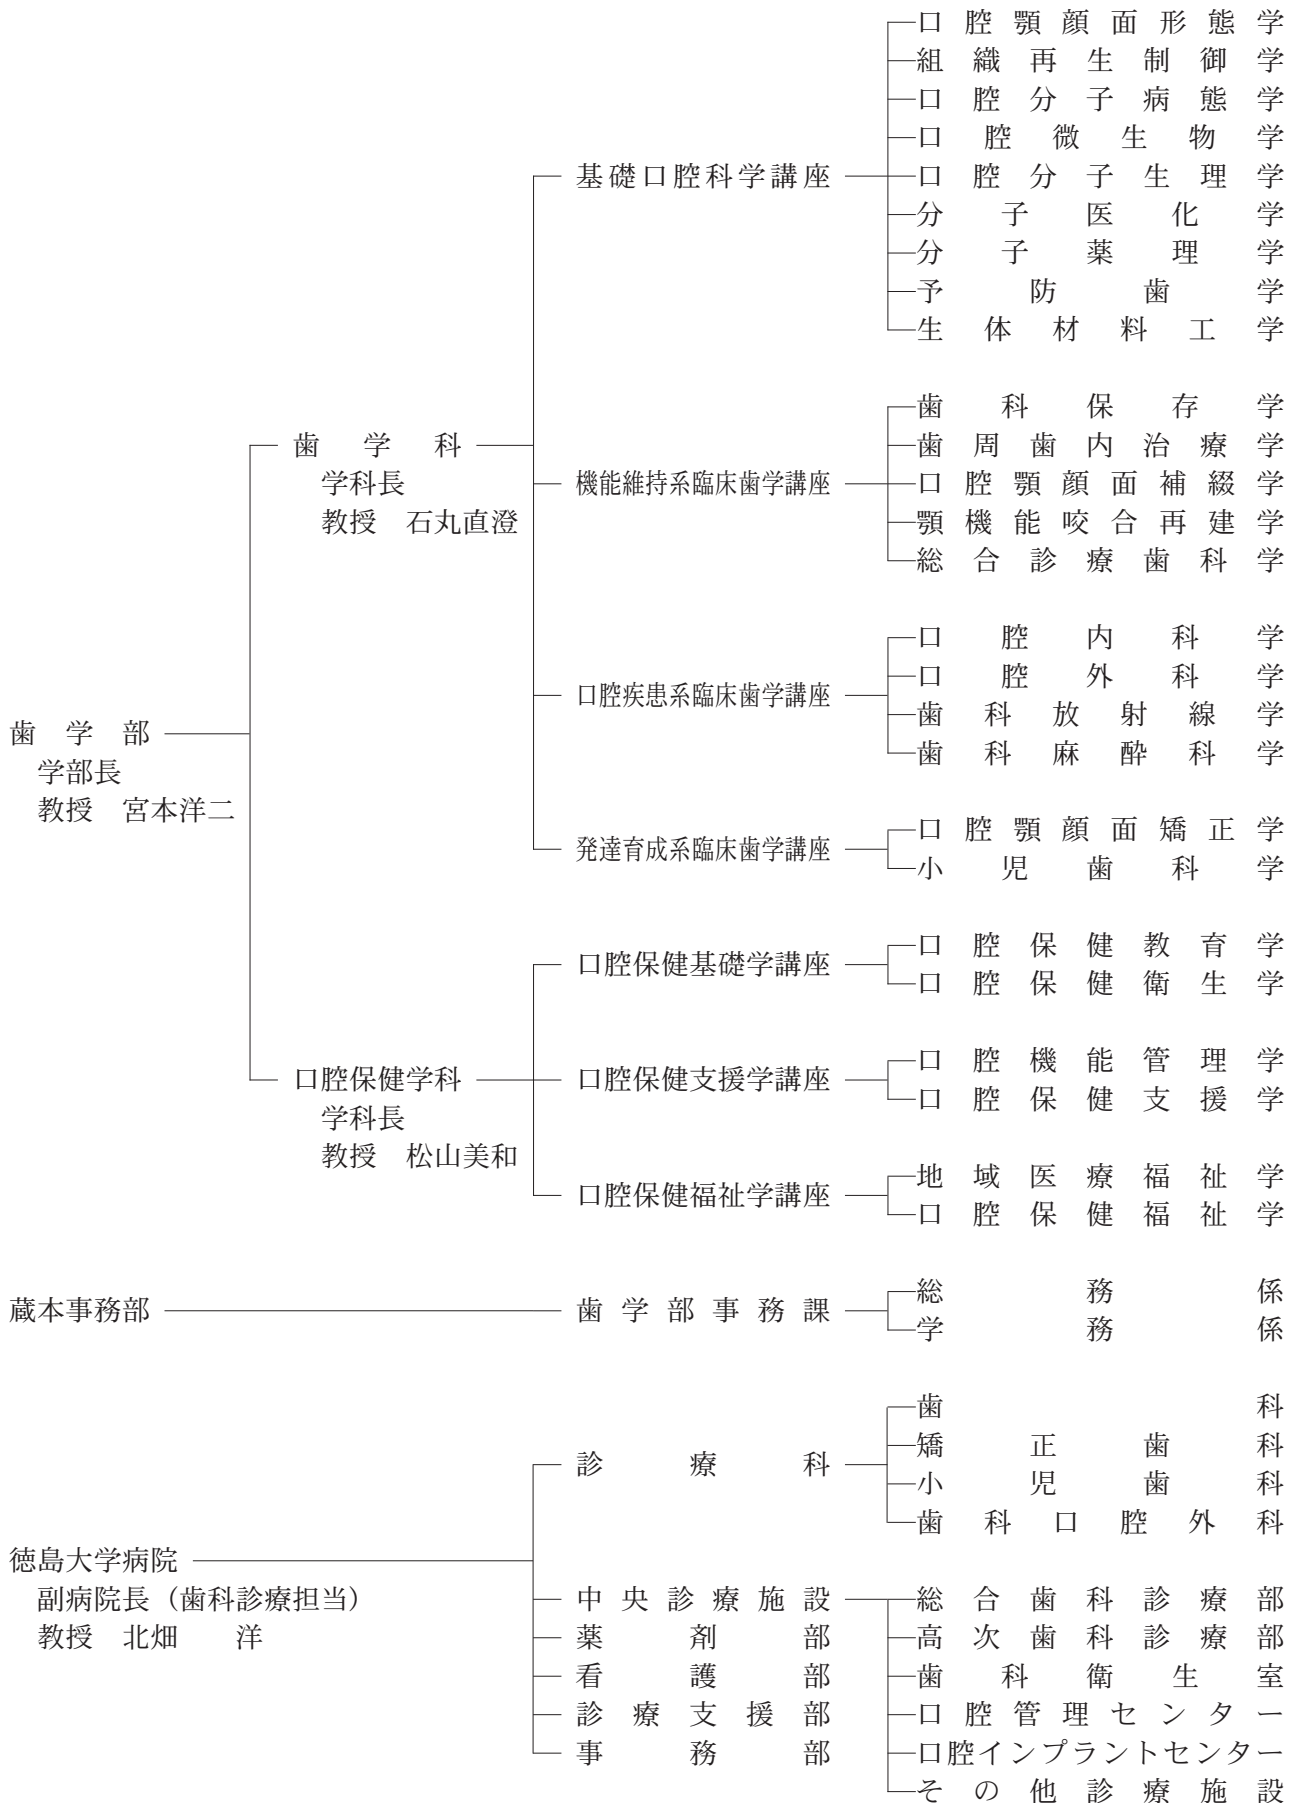 口腔顎顔面形態学
組織再生制御学
口腔分子病態学
口腔微生物学
基礎口腔科学講座 口腔分子生理学
分子医化学
分子薬理学
予防歯学
生体材料工学
歯科保存学
歯学科 歯周歯内治療学
学科長 機能維持系臨床歯学講座 口腔顎顔面補綴学
教授 石丸直澄 顎機能咬合再建学
総合診療歯科学
口腔内科学
口腔外科学
口腔疾患系臨床歯学講座
歯学部 歯科放射線学
学部長 歯科麻酔科学
教授 宮本洋二
口腔顎顔面矯正学
発達育成系臨床歯学講座
小児歯科学
口腔保健教育学
口腔保健基礎学講座
口腔保健衛生学
口腔機能管理学
口腔保健学科 口腔保健支援学講座
学科長 口腔保健支援学
教授 松山美和
地域医療福祉学
口腔保健福祉学講座
口腔保健福祉学
総務係
蔵本事務部 歯学部事務課
学務係
歯科
矯正歯科
診療科
小児歯科
歯科口腔外科
徳島大学病院
副病院長（歯科診療担当） 中央診療施設 総合歯科診療部
教授 北畑 洋 薬剤部 高次歯科診療部
看護部 歯科衛生室
診療支援部 口腔管理センター
事務部 口腔インプラントセンター
その他診療施設